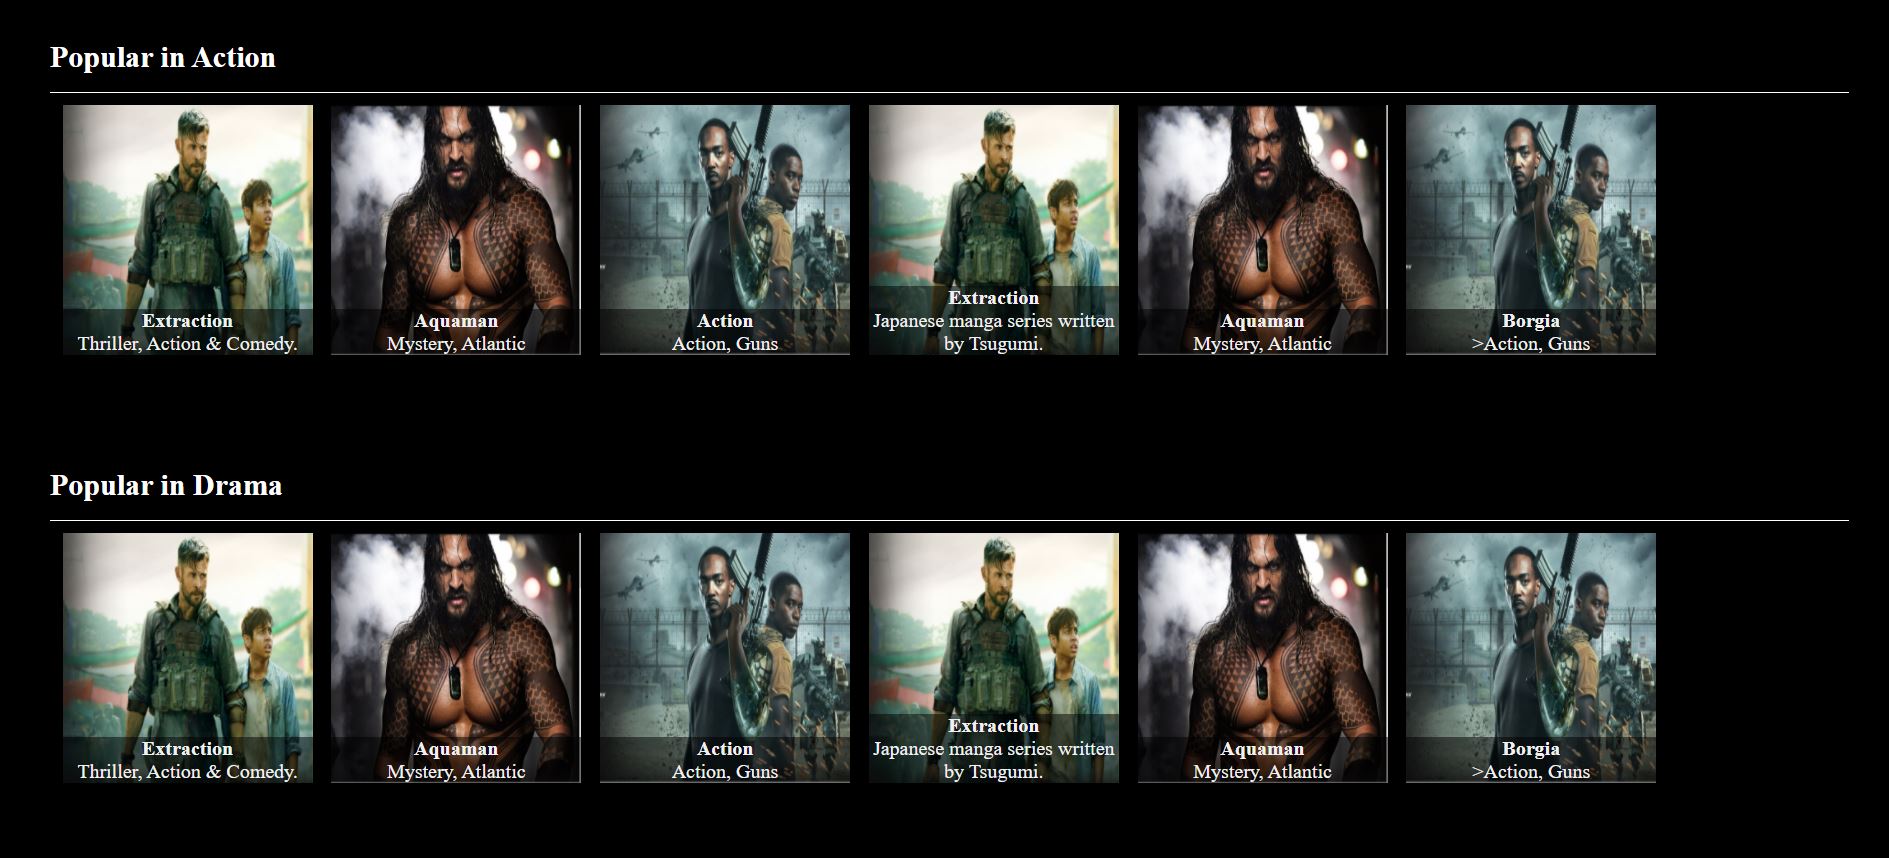 Popular in Action
Extraction
Thriller, Action & Comedy.
Aquaman
Mystery, Atlantic
Action
Action, Guns
Extraction
Japanese manga series written
by Tsugumi.
Aquaman
Mystery, Atlantic
Borgia
>Action, Guns
Popular in Drama
Extraction
Thriller, Action & Comedy.
Aquaman
Mystery, Atlantic
Action
Action, Guns
Extraction
Japanese manga series written
by Tsugumi.
Aquaman
Mystery, Atlantic
Borgia
>Action, Guns